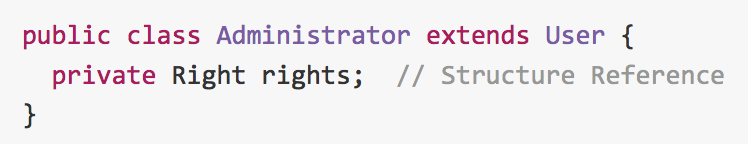 public class Administrator extends User {
  private Right rights;  // Structure Reference
}